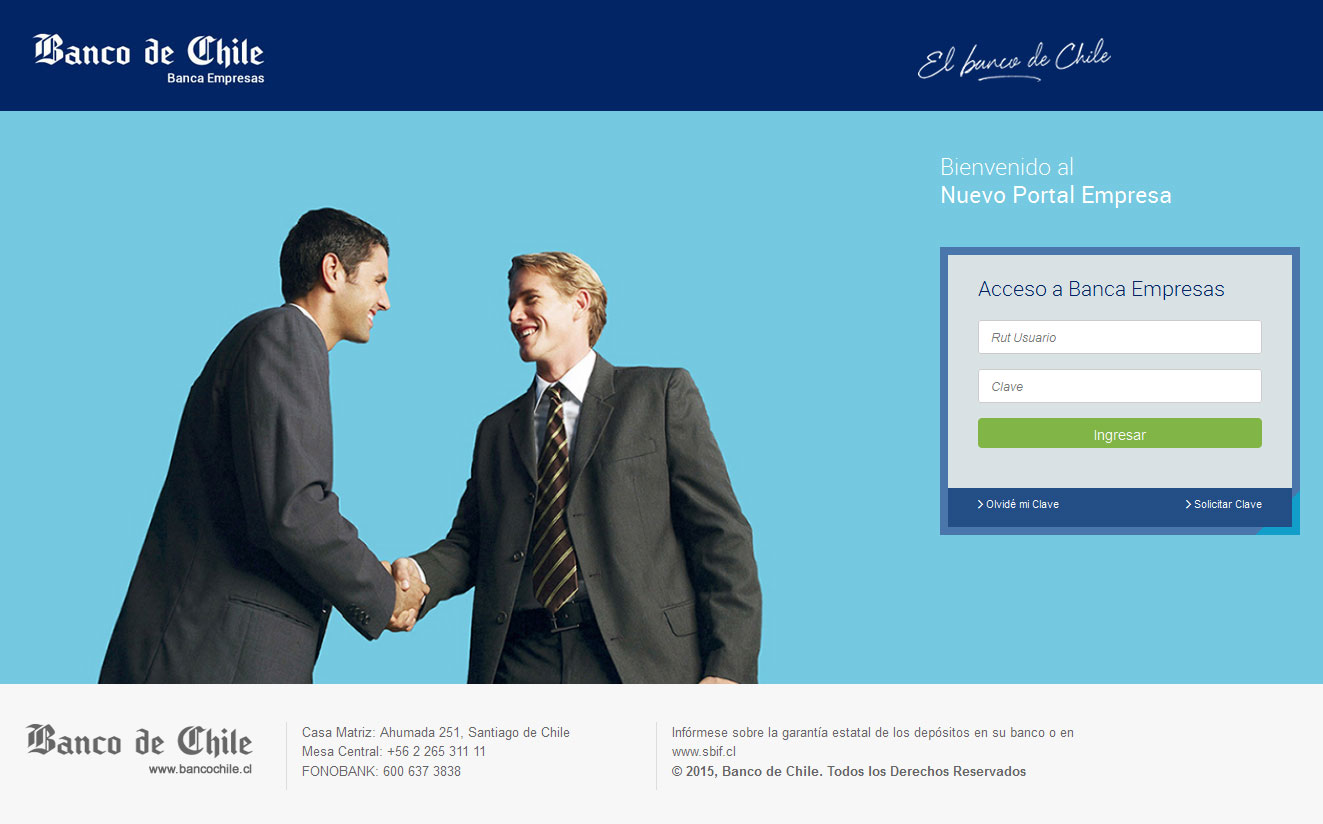 Banco de Chile
Banca Empresas
El banco de Chile
Bienvenido al
Nuevo Portal Empresa
Acceso a Banca Empresas
Rut Usuario
Clave
Ingresar
> Olvidé mi Clave
> Solicitar Clave
Banco de Chile
www.bancochile.cl
Casa Matriz: Ahumada 251, Santiago de Chile
Mesa Central: +56 2 265 311 11
FONOBANK: 600 637 3838
Infórmese sobre la garantía estatal de los depósitos en su banco o en
www.sbif.cl
© 2015, Banco de Chile. Todos los Derechos Reservados